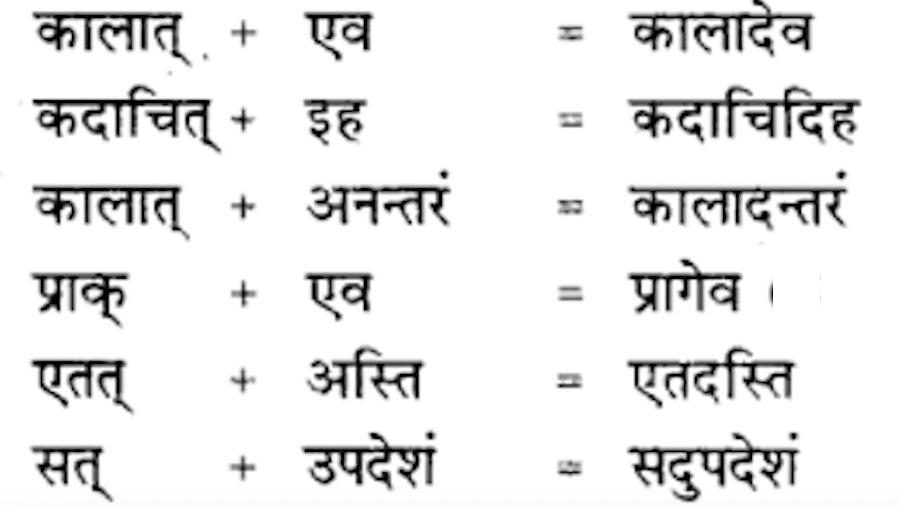 कालात् + एव = कालादेव
कदाचित् + इह = कदाचिदिह
कालात् + अनन्तरं = कालादन्तरं
प्राक् + एव = प्रागेव
एतत् + अस्ति = एतदस्ति
सत् + उपदेशं = सदुपदेशं